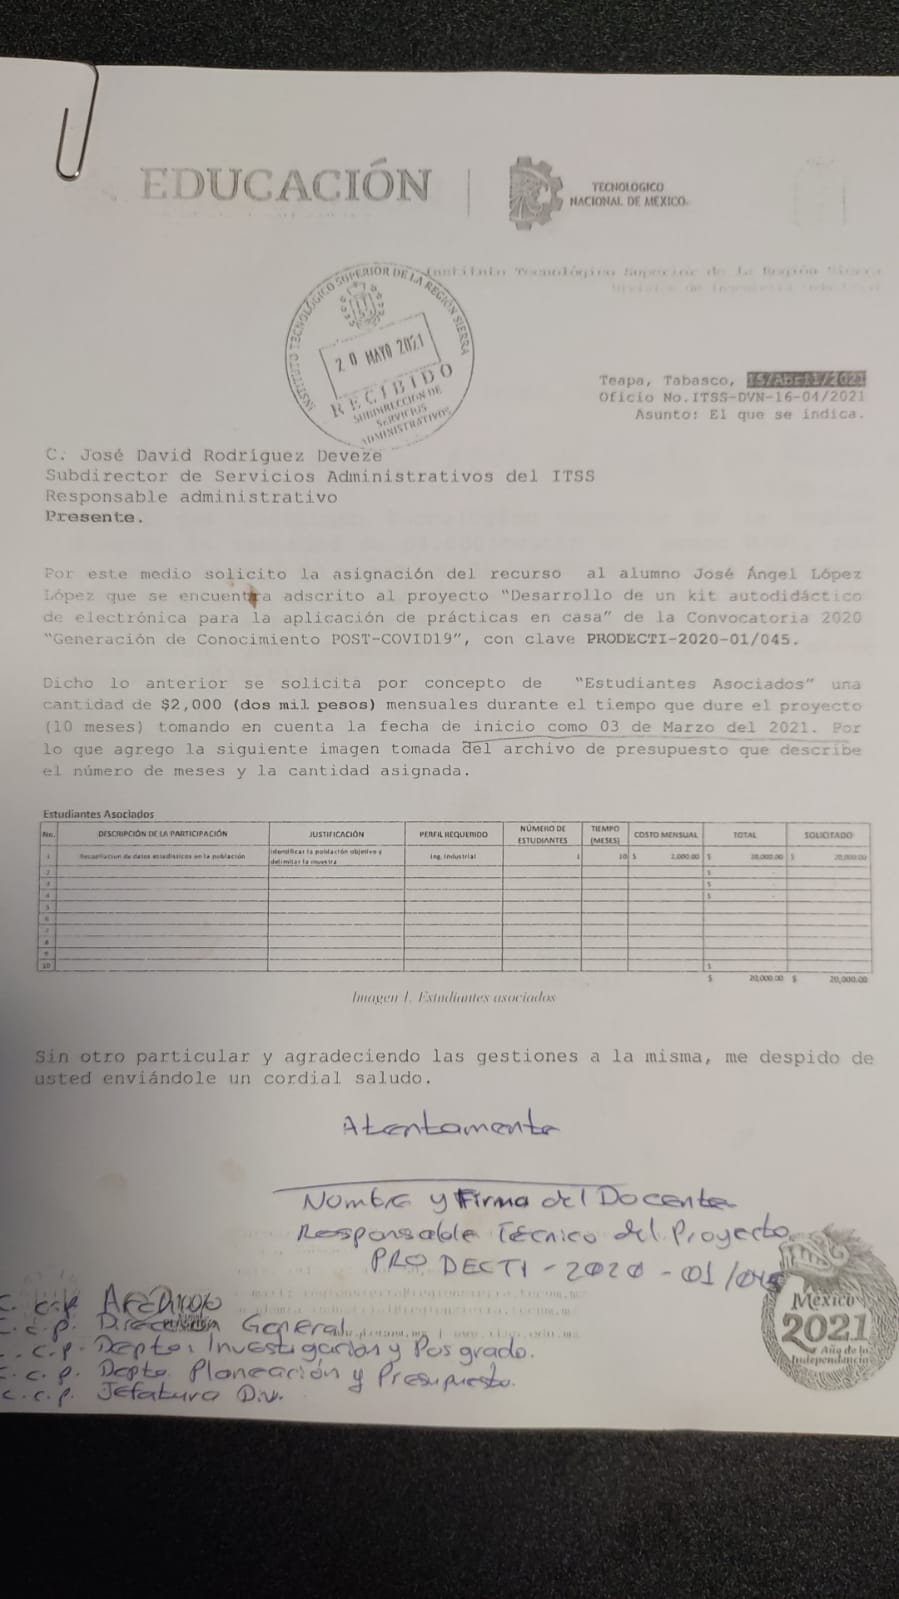 EDUCACIÓN
TECNOLÓGICO
NACIONAL DE MÉXICO
Instituto Tecnológico Superior de la Región Sierra
División de Ingeniería Industrial
INSTITUTO TECNOLÓGICO SUPERIOR DE LA REGIÓN SIERRA
20 MAYO 2021
RECIBIDO
SUBDIRECCIÓN DE
SERVICIOS
ADMINISTRATIVOS
Teapa, Tabasco, 15/Abril/2021
Oficio No.ITSS-DVN-16-04/2021
Asunto: El que se indica.
C. José David Rodríguez Deveze
Subdirector de Servicios Administrativos del ITSS
Responsable administrativo
Presente.
Por este medio solicito la asignación del recurso al alumno José Ángel López
López que se encuentra adscrito al proyecto "Desarrollo de un kit autodidáctico
de electrónica para la aplicación de prácticas en casa" de la Convocatoria 2020
"Generación de Conocimiento POST-COVID19", con clave PRODECTI-2020-01/045.
Dicho lo anterior se solicita por concepto de "Estudiantes Asociados" una
cantidad de $2,000 (dos mil pesos) mensuales durante el tiempo que dure el proyecto
(10 meses) tomando en cuenta la fecha de inicio como 03 de Marzo del 2021. Por
lo que agrego la siguiente imagen tomada del archivo de presupuesto que describe
el número de meses y la cantidad asignada.
Estudiantes Asociados
No. DESCRIPCIÓN DE LA PARTICIPACIÓN JUSTIFICACIÓN PERFIL REQUERIDO NÚMERO DE ESTUDIANTES TIEMPO (MESES) COSTO MENSUAL TOTAL SOLICITADO
1 Recopilacion de datos estadisticos en la población Identificar la población objetivo y delimitar la muestra Ing. Industrial 1 10 $ 2,000.00 $ 20,000.00 $ 20,000.00
2 $ -
3 $ -
4 $ -
5
6
7
8
9
10 $
$ 20,000.00 $ 20,000.00
Imagen 1. Estudiantes asociados
Sin otro particular y agradeciendo las gestiones a la misma, me despido de
usted enviándole un cordial saludo.
Atentamente
Nombre y Firma del Docente
Responsable Técnico del Proyecto
PRODECTI-2020-01/045
c.c.p. Archivo
c.c.p. Dirección General
c.c.p. Depto. Investigación y Posgrado.
c.c.p. Depto. Planeación y Presupuesto.
c.c.p. Jefatura Div.
México
2021
Año de la
Independencia